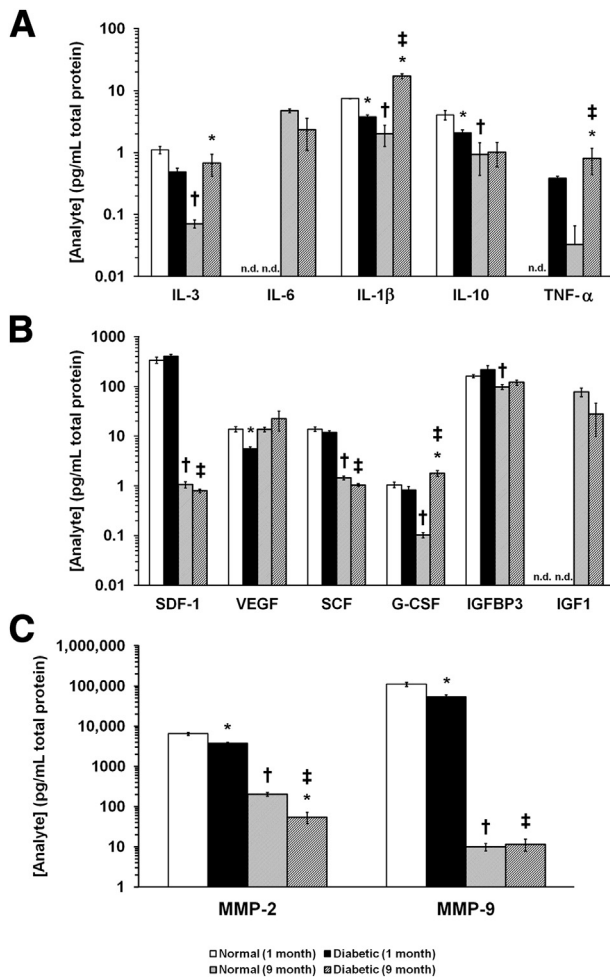 A
[Analyte] (pg/mL total protein)
100
10
1
0.1
0.01
n.d. n.d.
n.d.
* † * † ‡ * * † ‡ *
IL-3 IL-6 IL-1β IL-10 TNF-α
B
[Analyte] (pg/mL total protein)
1000
100
10
1
0.1
0.01
† ‡ * † ‡ † ‡ * †
n.d. n.d.
SDF-1 VEGF SCF G-CSF IGFBP3 IGF1
C
[Analyte] (pg/mL total protein)
1,000,000
100,000
10,000
1000
100
10
1
* † ‡ * * † ‡
MMP-2 MMP-9
Normal (1 month) Diabetic (1 month)
Normal (9 month) Diabetic (9 month)